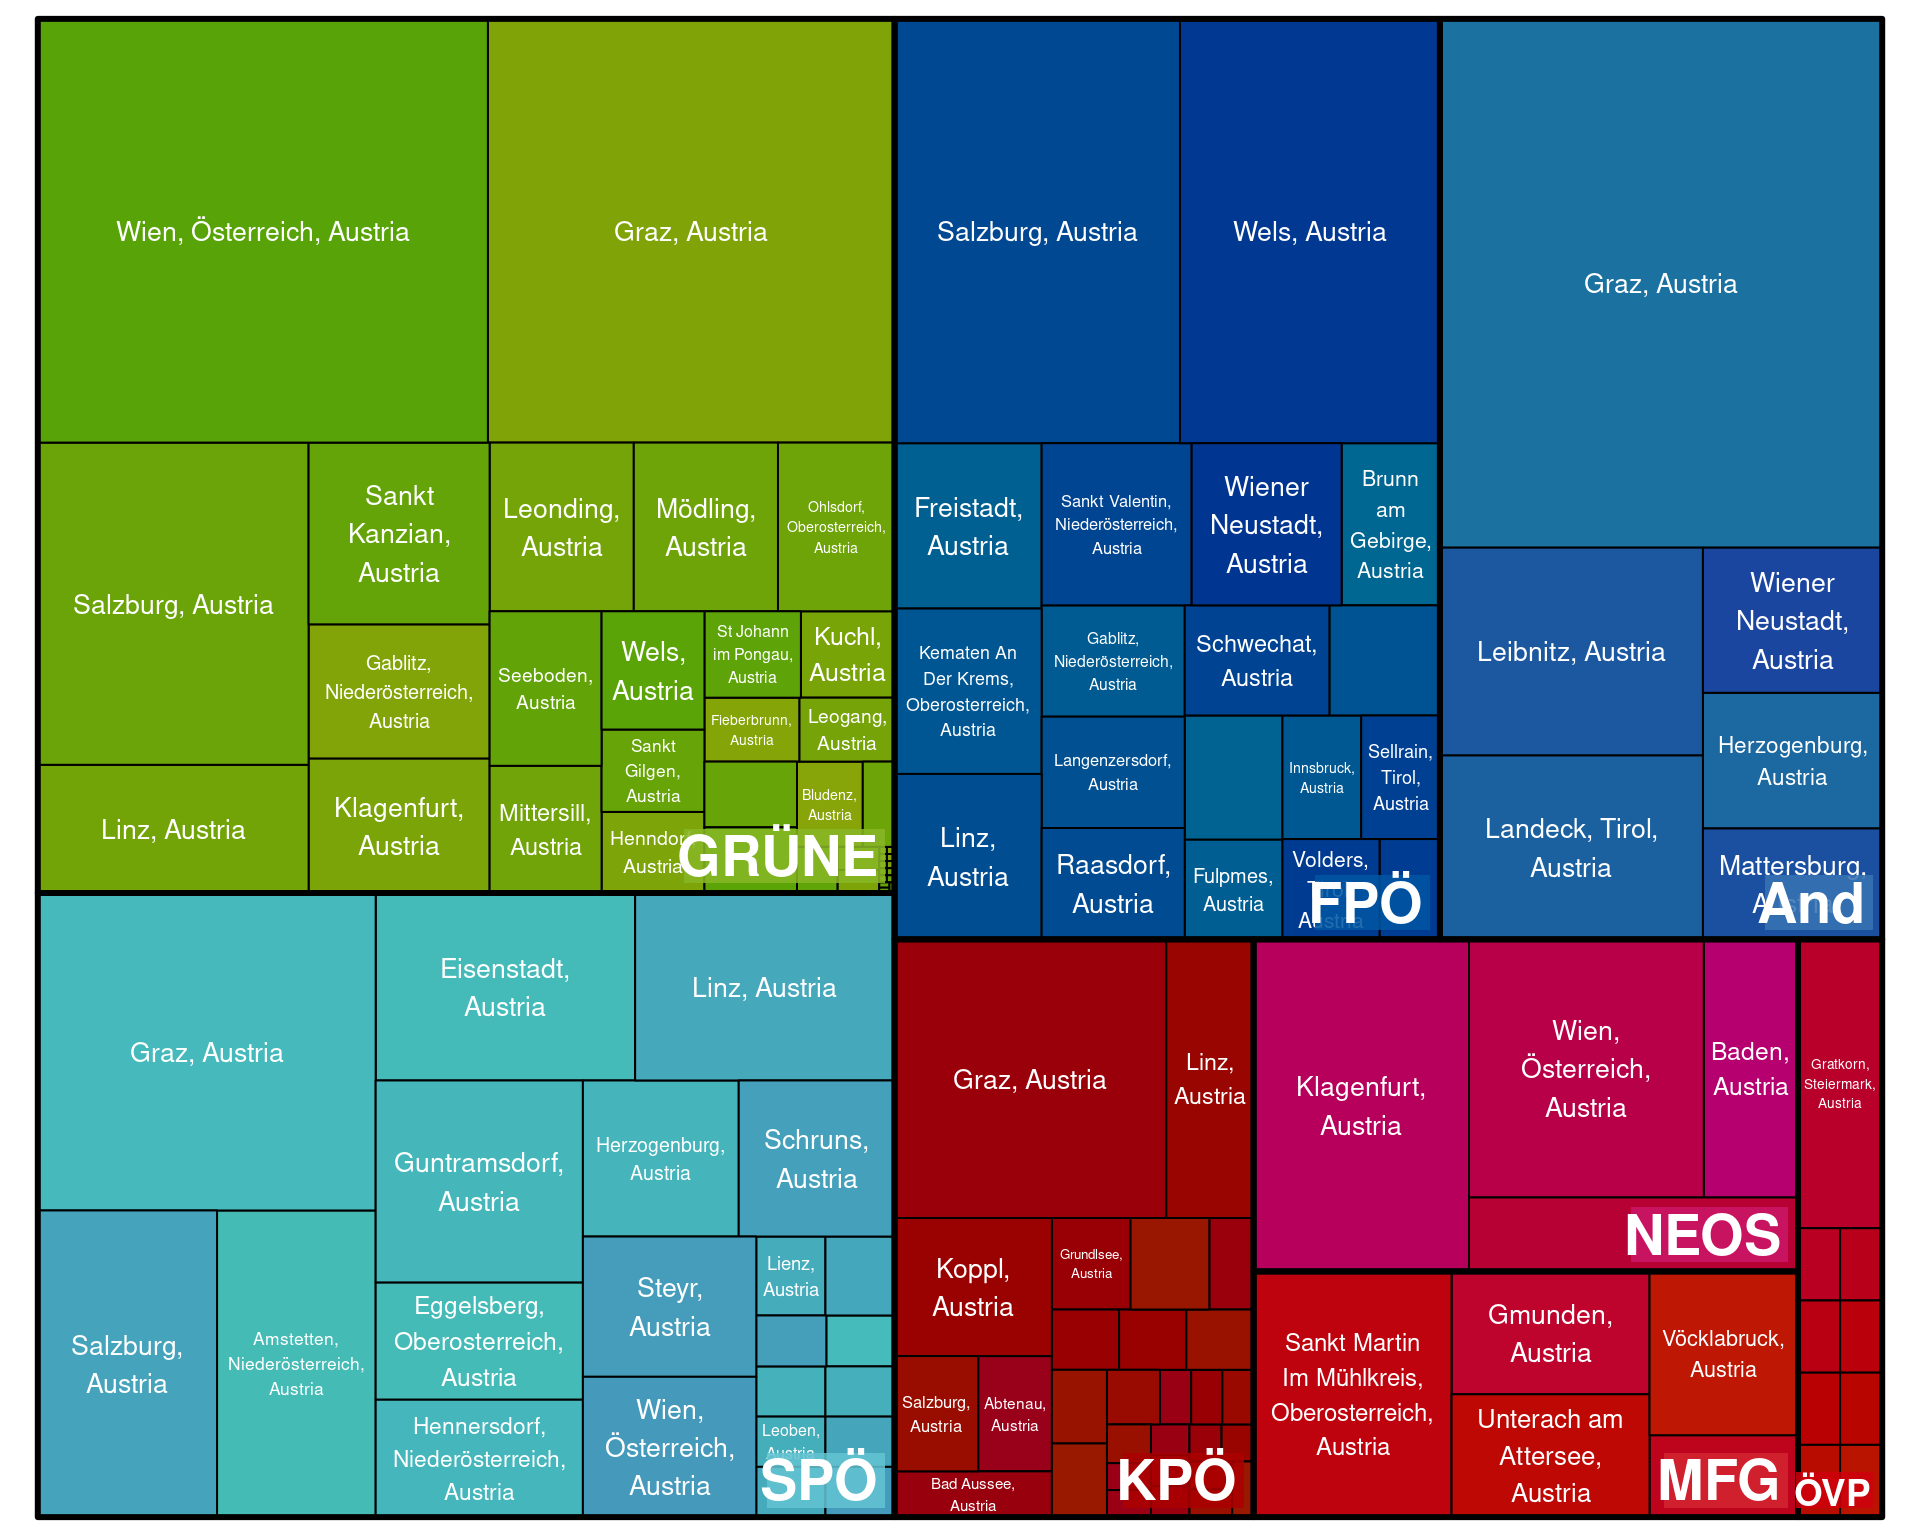 Wien, Österreich, Austria
Graz, Austria
Salzburg, Austria
Sankt
Kanzian,
Austria
Leonding,
Austria
Mödling,
Austria
Ohlsdorf,
Oberosterreich,
Austria
Gablitz,
Niederösterreich,
Austria
Seeboden,
Austria
Wels,
Austria
St Johann
im Pongau,
Austria
Kuchl,
Austria
Fieberbrunn,
Austria
Leogang,
Austria
Sankt
Gilgen,
Austria
Linz, Austria
Klagenfurt,
Austria
Mittersill,
Austria
Bludenz,
Austria
Henndor
Austria
GRÜNE
Salzburg, Austria
Wels, Austria
Freistadt,
Austria
Sankt Valentin,
Niederösterreich,
Austria
Wiener
Neustadt,
Austria
Brunn
am
Gebirge,
Austria
Kematen An
Der Krems,
Oberosterreich,
Austria
Gablitz,
Niederösterreich,
Austria
Schwechat,
Austria
Langenzersdorf,
Austria
Innsbruck,
Austria
Sellrain,
Tirol,
Austria
Linz,
Austria
Raasdorf,
Austria
Fulpmes,
Austria
Volders,
Tirol,
Austria
FPÖ
Graz, Austria
Leibnitz, Austria
Wiener
Neustadt,
Austria
Herzogenburg,
Austria
Landeck, Tirol,
Austria
Mattersburg,
Austria
And
Graz, Austria
Eisenstadt,
Austria
Linz, Austria
Guntramsdorf,
Austria
Herzogenburg,
Austria
Schruns,
Austria
Salzburg,
Austria
Amstetten,
Niederösterreich,
Austria
Eggelsberg,
Oberosterreich,
Austria
Steyr,
Austria
Lienz,
Austria
Hennersdorf,
Niederösterreich,
Austria
Wien,
Österreich,
Austria
Leoben,
Austria
SPÖ
Graz, Austria
Linz,
Austria
Koppl,
Austria
Grundlsee,
Austria
Salzburg,
Austria
Abtenau,
Austria
Bad Aussee,
Austria
KPÖ
Klagenfurt,
Austria
Wien,
Österreich,
Austria
Baden,
Austria
NEOS
Sankt Martin
Im Mühlkreis,
Oberosterreich,
Austria
Gmunden,
Austria
Vöcklabruck,
Austria
Unterach am
Attersee,
Austria
MFG
Gratkorn,
Steiermark,
Austria
ÖVP